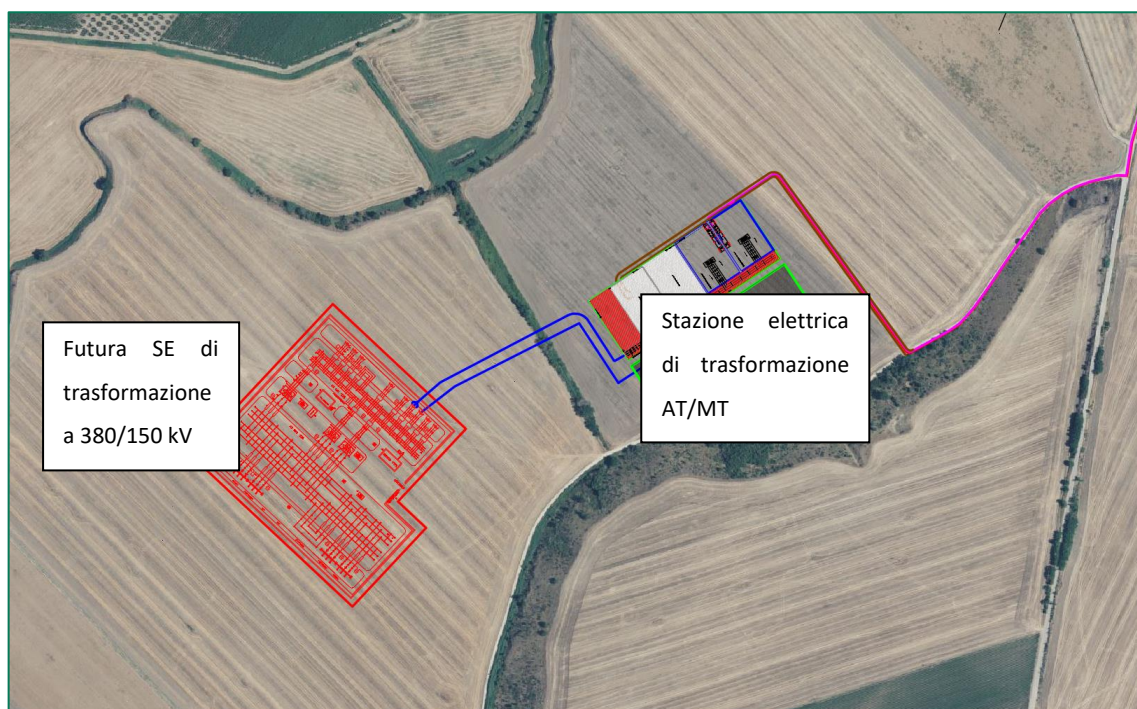 Futura SE di
trasformazione
a 380/150 kV
Stazione elettrica
di trasformazione
AT/MT